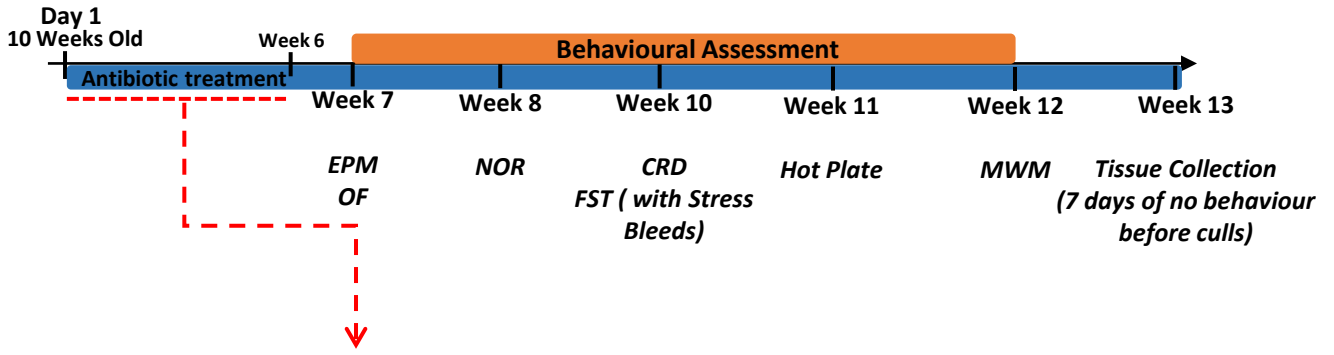 Day 1
10 Weeks Old
Week 6
Behavioural Assessment
Antibiotic treatment
Week 7
Week 8
Week 10
Week 11
Week 12
Week 13
EPM
OF
NOR
CRD
FST ( with Stress
Bleeds)
Hot Plate
MWM
Tissue Collection
(7 days of no behaviour
before culls)